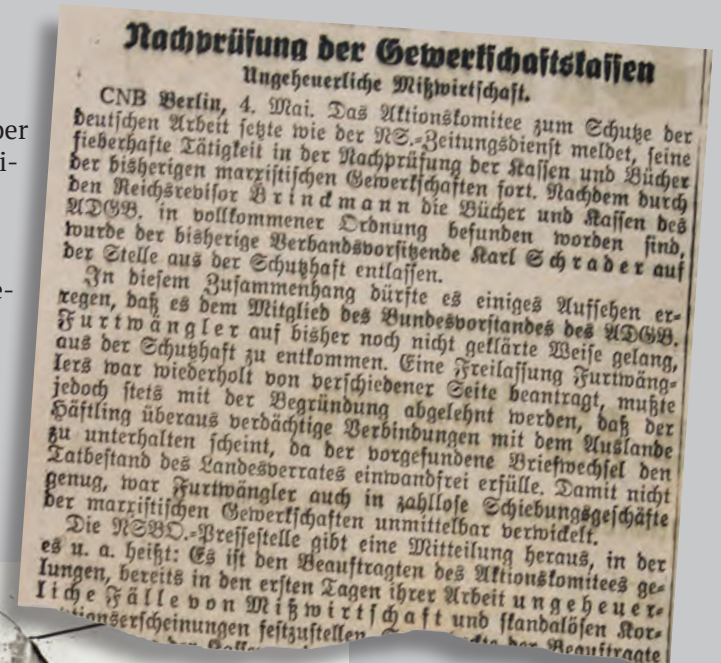 ber
i-
e-
Nachprüfung der Gewerkschaftskassen
Ungeheuerliche Mißwirtschaft.
CNB Berlin, 4. Mai. Das Aktionskomitee zum Schutze der
deutschen Arbeit setzte wie der NS.-Zeitungsdienst meldet, seine
fieberhafte Tätigkeit in der Nachprüfung der Kassen und Bücher
der bisherigen marxistischen Gewerkschaften fort. Nachdem durch
den Reichsrevisor Brinckmann die Bücher und Kassen des
ADGB. in vollkommener Ordnung befunden worden sind,
wurde der bisherige Verbandsvorsitzende Karl Schrader auf
der Stelle aus der Schutzhaft entlassen.
In diesem Zusammenhang dürfte es einiges Aufsehen er-
regen, daß es dem Mitglied des Bundesvorstandes des ADGB.
Furtwängler auf bisher noch nicht geklärte Weise gelang,
aus der Schutzhaft zu entkommen. Eine Freilassung Furtwäng-
lers war wiederholt von verschiedener Seite beantragt, mußte
jedoch stets mit der Begründung abgelehnt werden, daß der
Häftling überaus verdächtige Verbindungen mit dem Auslande
zu unterhalten scheint, da der vorgefundene Briefwechsel den
Tatbestand des Landesverrates einwandfrei erfülle. Damit nicht
genug, war Furtwängler auch in zahllose Schiebungsgeschäfte
der marxistischen Gewerkschaften unmittelbar verwickelt.
Die NSBO.-Pressestelle gibt eine Mitteilung heraus, in der
es u. a. heißt: Es ist den Beauftragten des Aktionskomitees ge-
lungen, bereits in den ersten Tagen ihrer Arbeit ungeheuer-
liche Fälle von Mißwirtschaft und skandalösen Kor-
ruptionserscheinungen festzustellen der Beauftragte